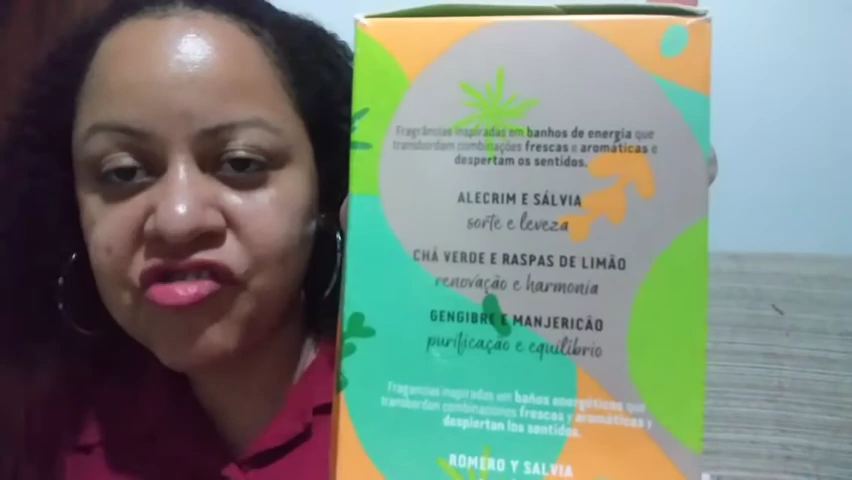 Fragrâncias inspiradas em banhos de energia que
transbordam combinações frescas e aromáticas e
despertam os sentidos.
ALECRIM E SÁLVIA
sorte e leveza
CHÁ VERDE E RASPAS DE LIMÃO
renovação e harmonia
GENGIBRE E MANJERICÃO
purificação e equilíbrio
Fragancias inspiradas en baños energéticos que
transbordan combinaciones frescas y aromáticas y
despiertan los sentidos.
ROMERO Y SALVIA